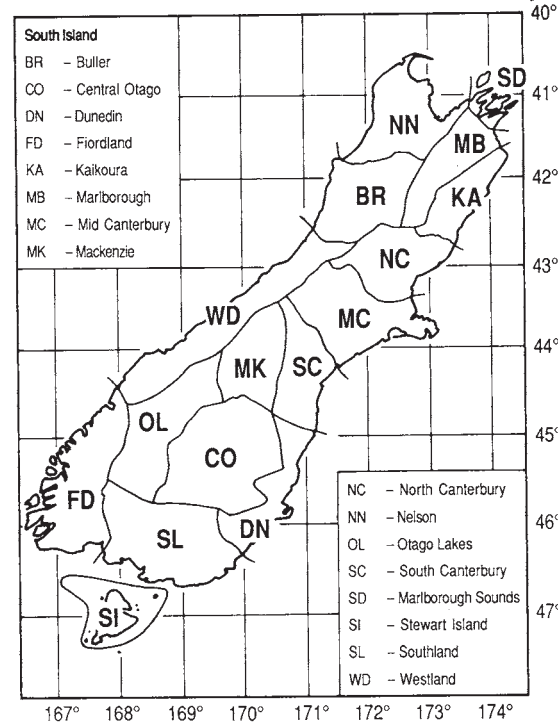 South Island
BR – Buller
CO – Central Otago
DN – Dunedin
FD – Fiordland
KA – Kaikoura
MB – Marlborough
MC – Mid Canterbury
MK – Mackenzie
40°
SD
41°
NN
MB
42°
BR
KA
NC
43°
WD
MC
44°
MK
SC
OL
45°
CO
FD
SL
DN
46°
SI
47°
NC – North Canterbury
NN – Nelson
OL – Otago Lakes
SC – South Canterbury
SD – Marlborough Sounds
SI – Stewart Island
SL – Southland
WD – Westland
167° 168° 169° 170° 171° 172° 173° 174°